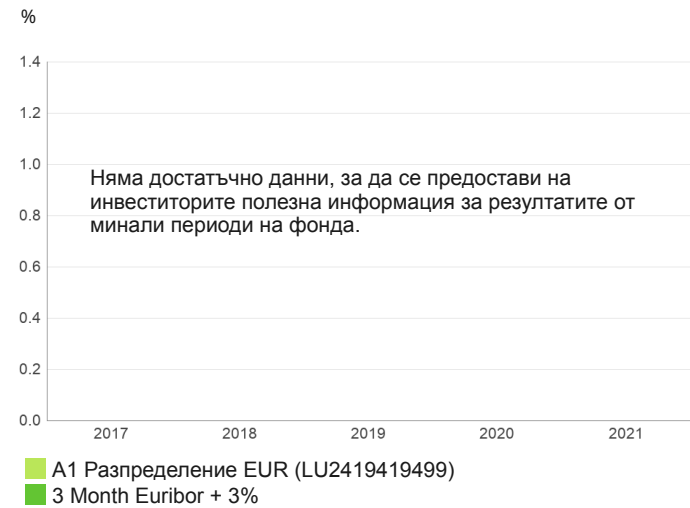 %
1.4
1.2
1.0
Няма достатъчно данни, за да се предостави на
инвеститорите полезна информация за резултатите от
0.8
минали периоди на фонда.
0.6
0.4
0.2
0.0
2017 2018 2019 2020 2021
A1 Разпределение EUR (LU2419419499)
3 Month Euribor + 3%